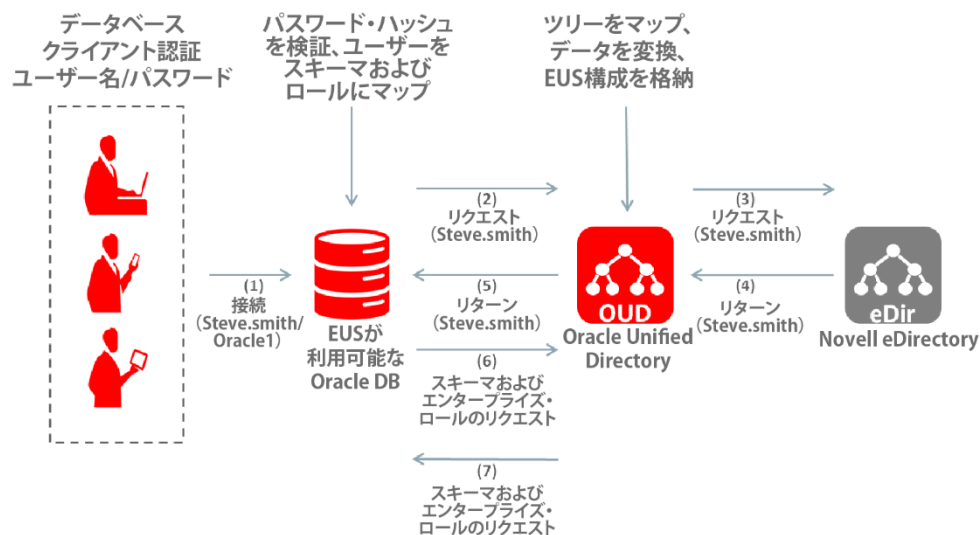 データベース
クライアント認証
ユーザー名/パスワード
パスワード・ハッシュ
を検証、ユーザーを
スキーマおよび
ロールにマップ
ツリーをマップ、
データを変換、
EUS構成を格納
(1)
接続
(Steve.smith/
Oracle1)
EUSが
利用可能な
Oracle DB
(2)
リクエスト
(Steve.smith)
(5)
リターン
(Steve.smith)
(6)
スキーマおよび
エンタープライズ・
ロールのリクエスト
(7)
スキーマおよび
エンタープライズ・
ロールのリクエスト
OUD
Oracle Unified
Directory
(3)
リクエスト
(Steve.smith)
(4)
リターン
(Steve.smith)
eDir
Novell eDirectory